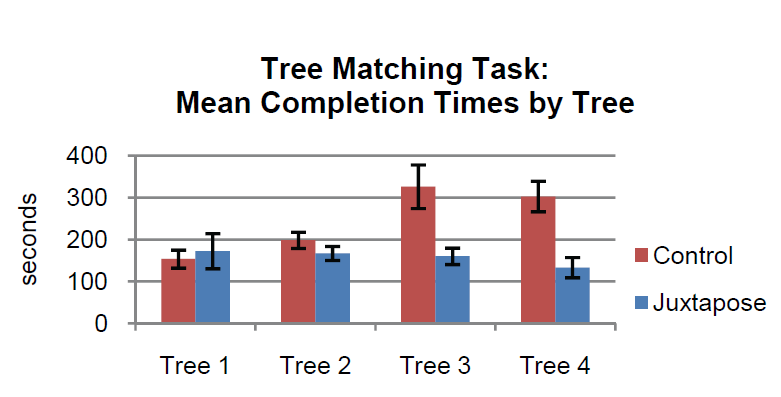 Tree Matching Task:
Mean Completion Times by Tree
seconds
400
300
200
100
0
Tree 1
Tree 2
Tree 3
Tree 4
Control
Juxtapose